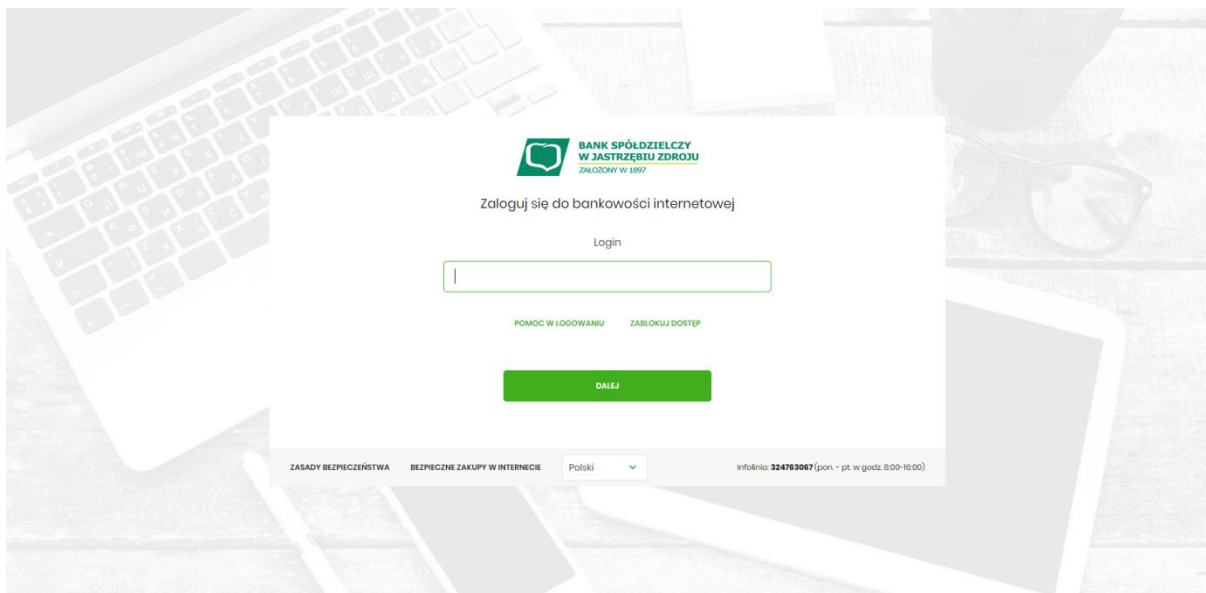 BANK SPÓŁDZIELCZY
W JASTRZĘBIU ZDROJU
ZAŁOŻONY W 1897
Zaloguj się do bankowości internetowej
Login
POMOC W LOGOWANIU ZABLOKUJ DOSTĘP
DALEJ
ZASADY BEZPIECZEŃSTWA BEZPIECZNE ZAKUPY W INTERNECIE Polski Infolinia: 324763067 (pon. - pt. w godz. 8:00-16:00)